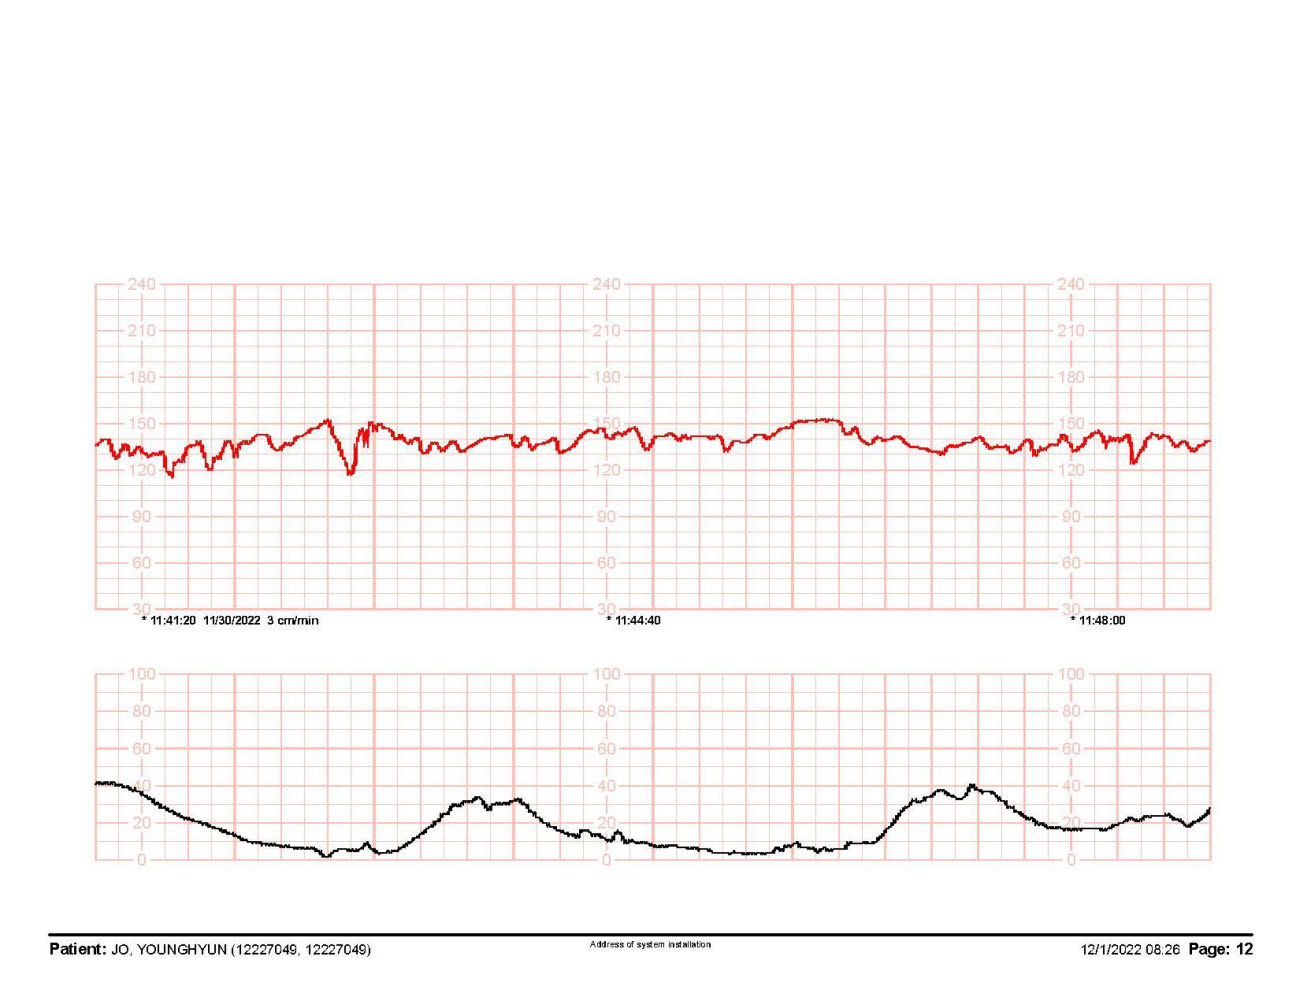 240 240 240
210 210 210
180 180 180
150 150 150
120 120 120
90 90 90
60 60 60
30 30 30
* 11:41:20 11/30/2022 3 cm/min * 11:44:40 * 11:48:00
100 100 100
80 80 80
60 60 60
40 40 40
20 20 20
0 0 0
Patient: JO, YOUNGHYUN (12227049, 12227049) Address of system installation 12/1/2022 08:26 Page: 12